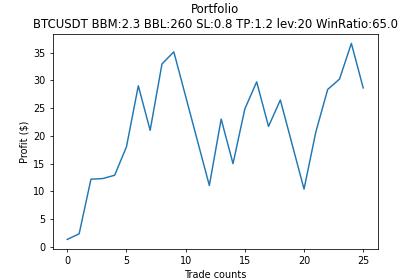 Portfolio
BTCUSDT BBM:2.3 BBL:260 SL:0.8 TP:1.2 lev:20 WinRatio:65.0
35
30
25
20
15
10
5
0
Profit ($)
0 5 10 15 20 25
Trade counts